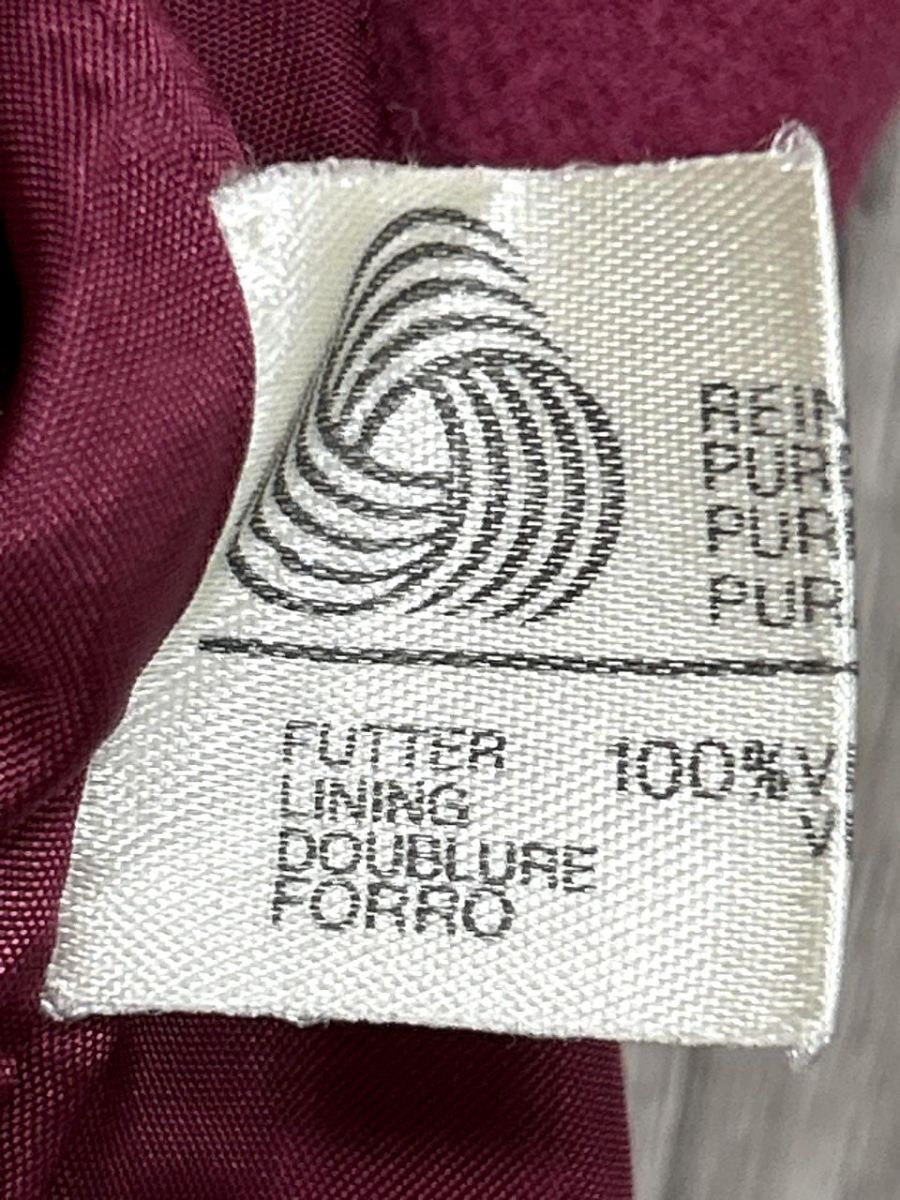 REIN
PUR
PUR
PUR
FUTTER 100% V
LINING V
DOUBLURE
FORRO